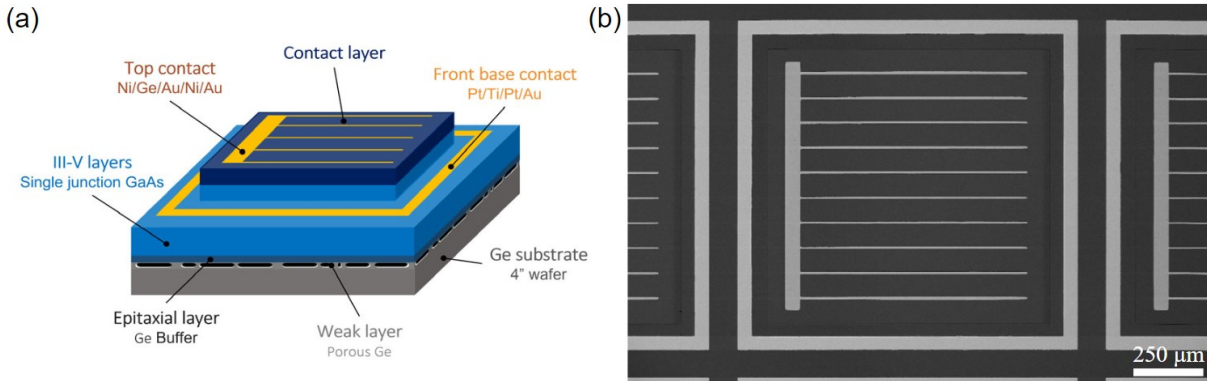 (a)
Contact layer
Top contact
Ni/Ge/Au/Ni/Au
Front base contact
Pt/Ti/Pt/Au
III-V layers
Single junction GaAs
Ge substrate
4” wafer
Epitaxial layer
Ge Buffer
Weak layer
Porous Ge
(b)
250 µm